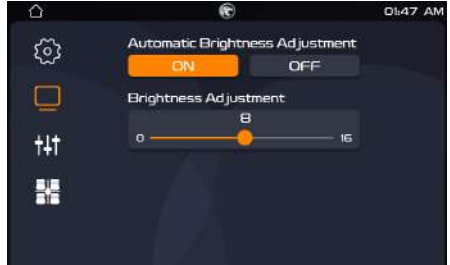 01:47 AM
Automatic Brightness Adjustment
ON OFF
Brightness Adjustment
8
0 16